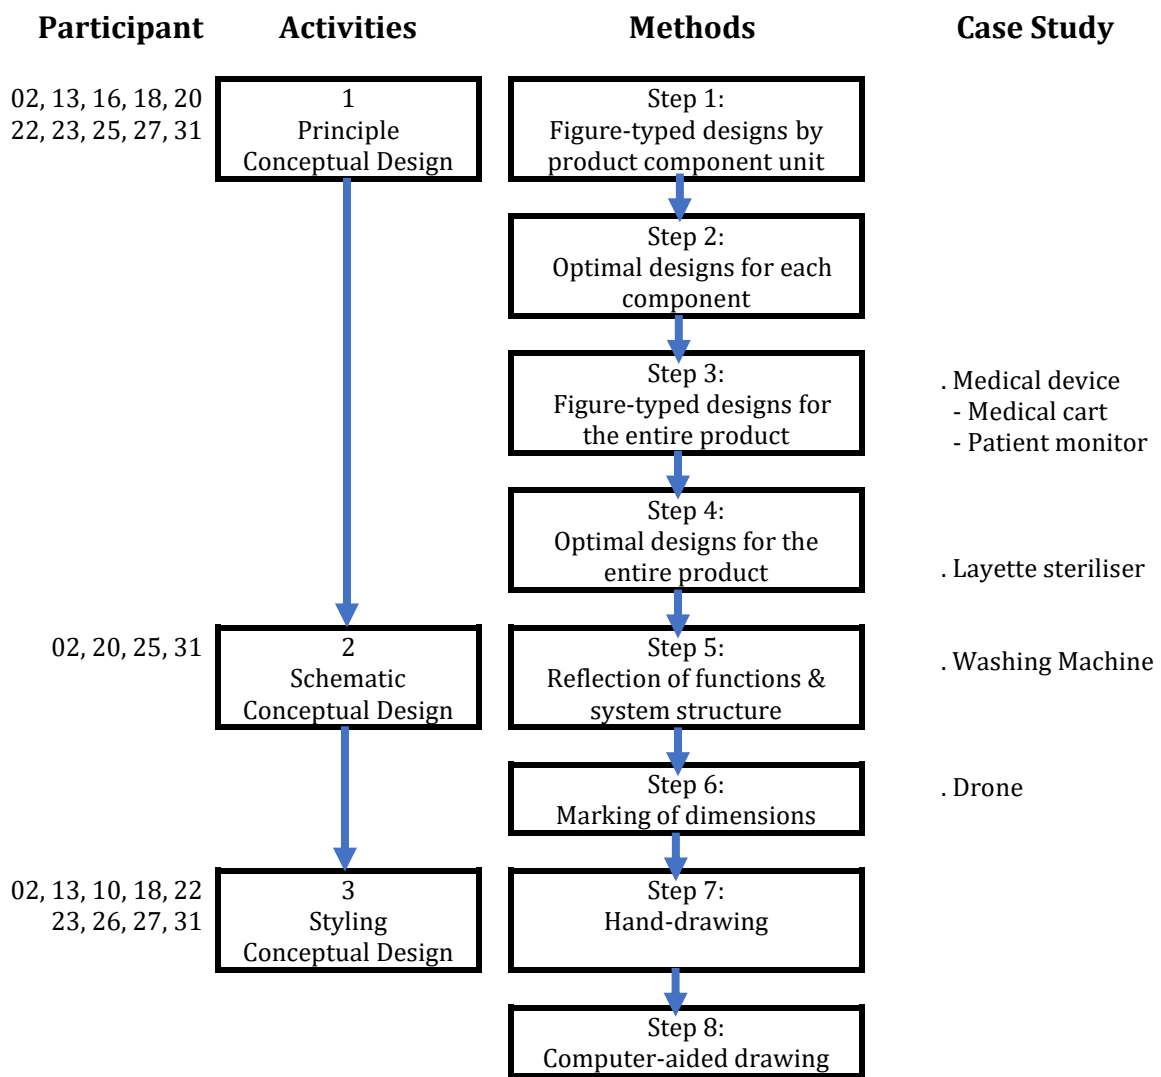 Participant
Activities
Methods
Case Study
02, 13, 16, 18, 20
22, 23, 25, 27, 31
1
Principle
Conceptual Design
Step 1:
Figure-typed designs by
product component unit
Step 2:
Optimal designs for each
component
Step 3:
Figure-typed designs for
the entire product
. Medical device
- Medical cart
- Patient monitor
Step 4:
Optimal designs for the
entire product
. Layette steriliser
02, 20, 25, 31
2
Schematic
Conceptual Design
Step 5:
Reflection of functions &
system structure
. Washing Machine
Step 6:
Marking of dimensions
. Drone
02, 13, 10, 18, 22
23, 26, 27, 31
3
Styling
Conceptual Design
Step 7:
Hand-drawing
Step 8:
Computer-aided drawing